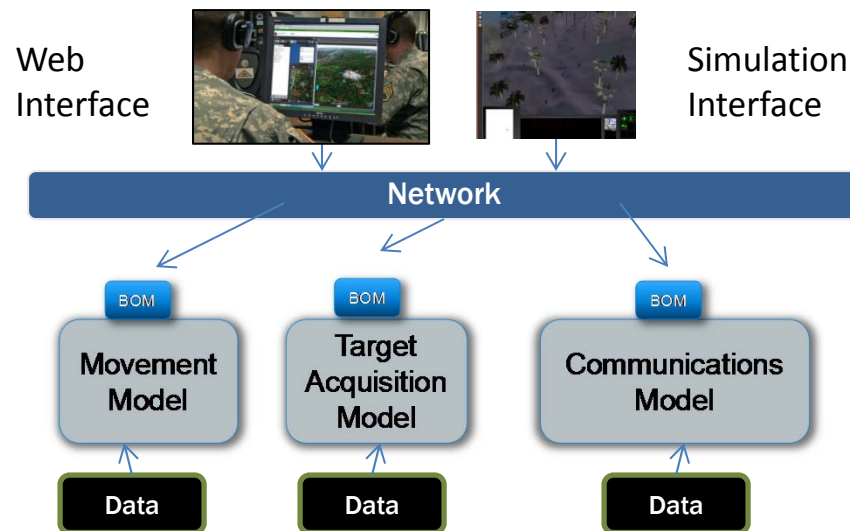 Web
Interface
Simulation
Interface
Network
BOM
BOM
BOM
Movement
Model
Target
Acquisition
Model
Communications
Model
Data
Data
Data